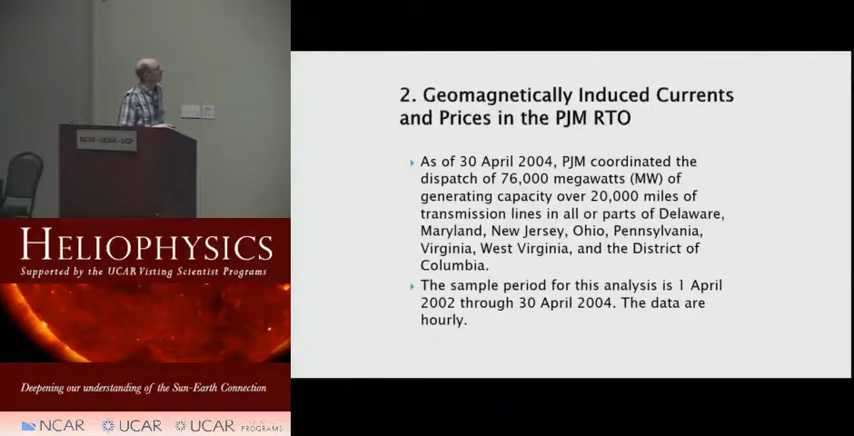 NCAR-UCAR-UCP
HELIOPHYSICS
Supported by the UCAR Visting Scientist Programs
Deepening our understanding of the Sun-Earth Connection
NCAR UCAR UCAR PROGRAMS
2. Geomagnetically Induced Currents
and Prices in the PJM RTO
As of 30 April 2004, PJM coordinated the
dispatch of 76,000 megawatts (MW) of
generating capacity over 20,000 miles of
transmission lines in all or parts of Delaware,
Maryland, New Jersey, Ohio, Pennsylvania,
Virginia, West Virginia, and the District of
Columbia.
The sample period for this analysis is 1 April
2002 through 30 April 2004. The data are
hourly.